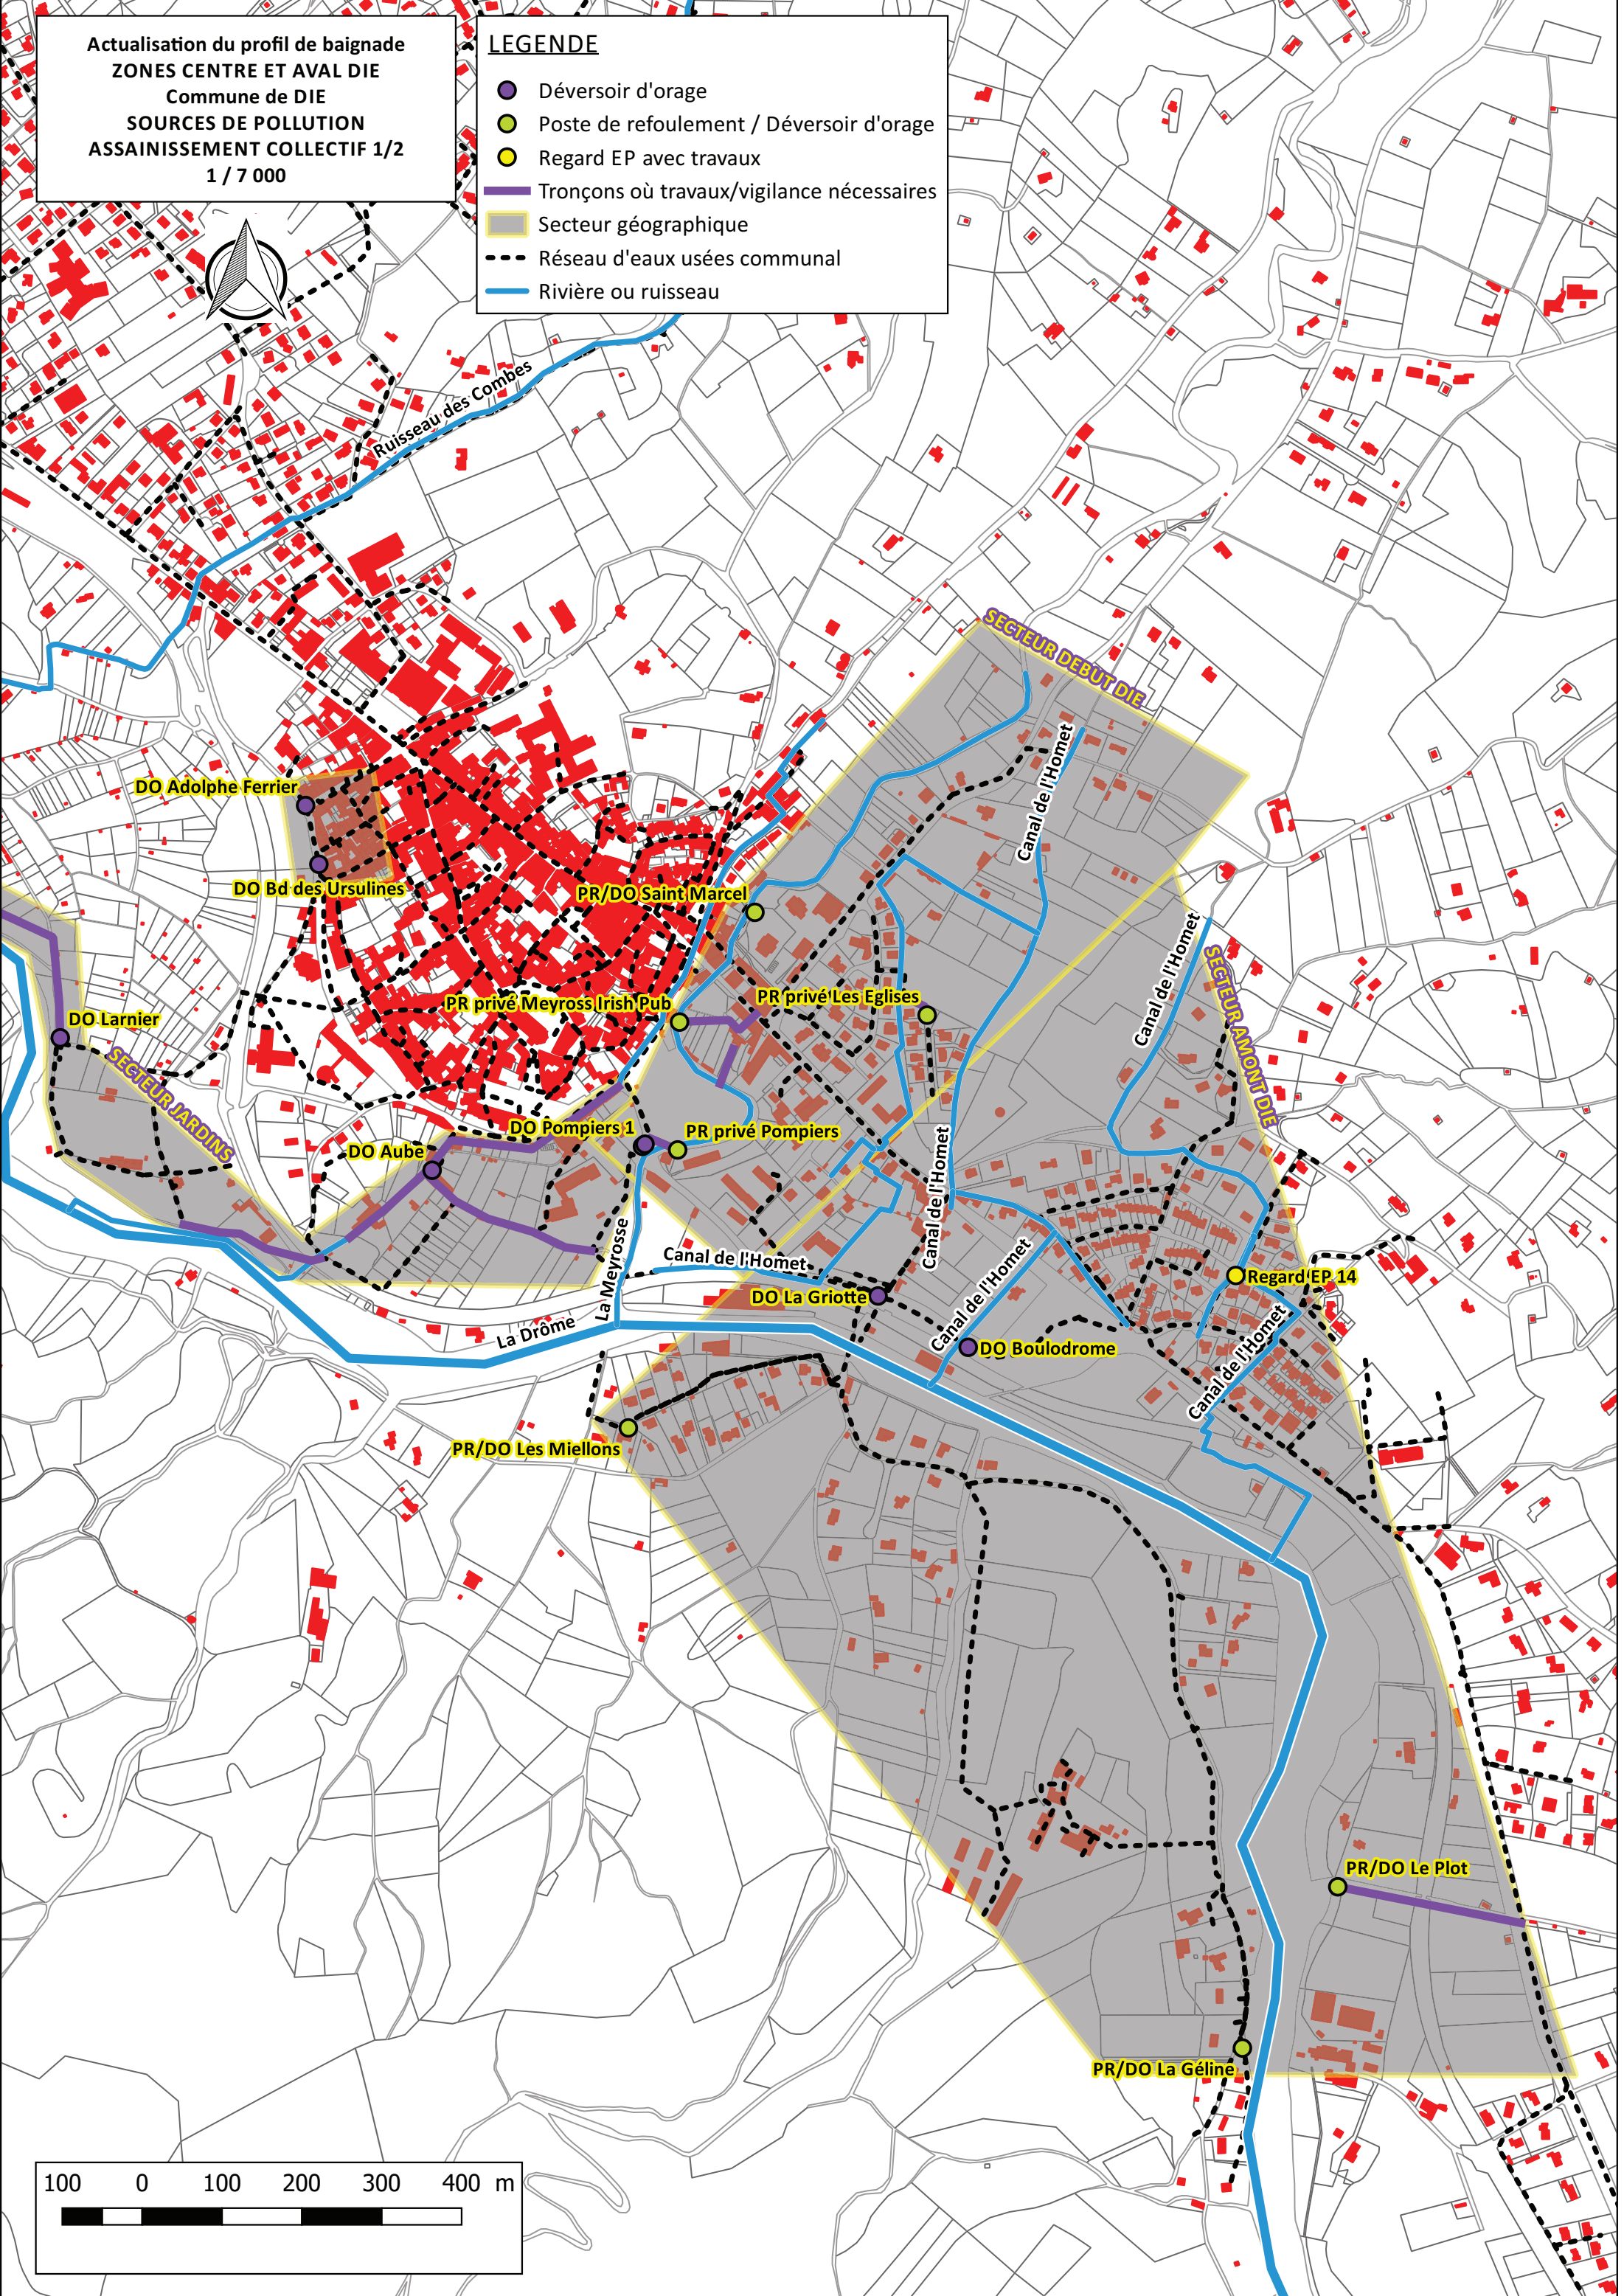 Actualisation du profil de baignade
ZONES CENTRE ET AVAL DIE
Commune de DIE
SOURCES DE POLLUTION
ASSAINISSEMENT COLLECTIF 1/2
1 / 7 000
LEGENDE
Déversoir d'orage
Poste de refoulement / Déversoir d'orage
Regard EP avec travaux
Tronçons où travaux/vigilance nécessaires
Secteur géographique
Réseau d'eaux usées communal
Rivière ou ruisseau
Ruisseau des Combes
SECTEUR DEBUT DIE
Canal de l'Homet
DO Adolphe Ferrier
DO Bd des Ursulines
PR/DO Saint Marcel
Canal de l'Homet
SECTEUR AMONT DIE
PR privé Meyross Irish Pub
PR privé Les Eglises
DO Larnier
SECTEUR JARDINS
DO Pompiers 1
PR privé Pompiers
DO Aube
Canal de l'Homet
La Meyrosse
Canal de l'Homet
Canal de l'Homet
Regard EP 14
DO La Griotte
La Drôme
DO Boulodrome
Canal de l'Homet
PR/DO Les Miellons
PR/DO Le Plot
PR/DO La Géline
100 0 100 200 300 400 m